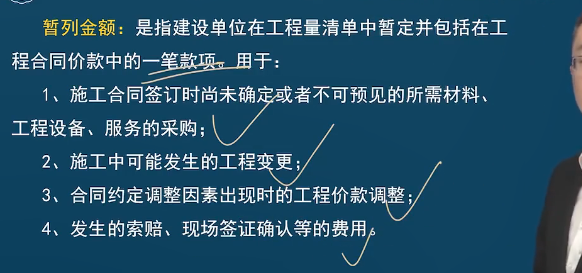 暂列金额：是指建设单位在工程量清单中暂定并包括在工
程合同价款中的一笔款项。用于：
1、施工合同签订时尚未确定或者不可预见的所需材料、
工程设备、服务的采购；
2、施工中可能发生的工程变更；
3、合同约定调整因素出现时的工程价款调整；
4、发生的索赔、现场签证确认等的费用。